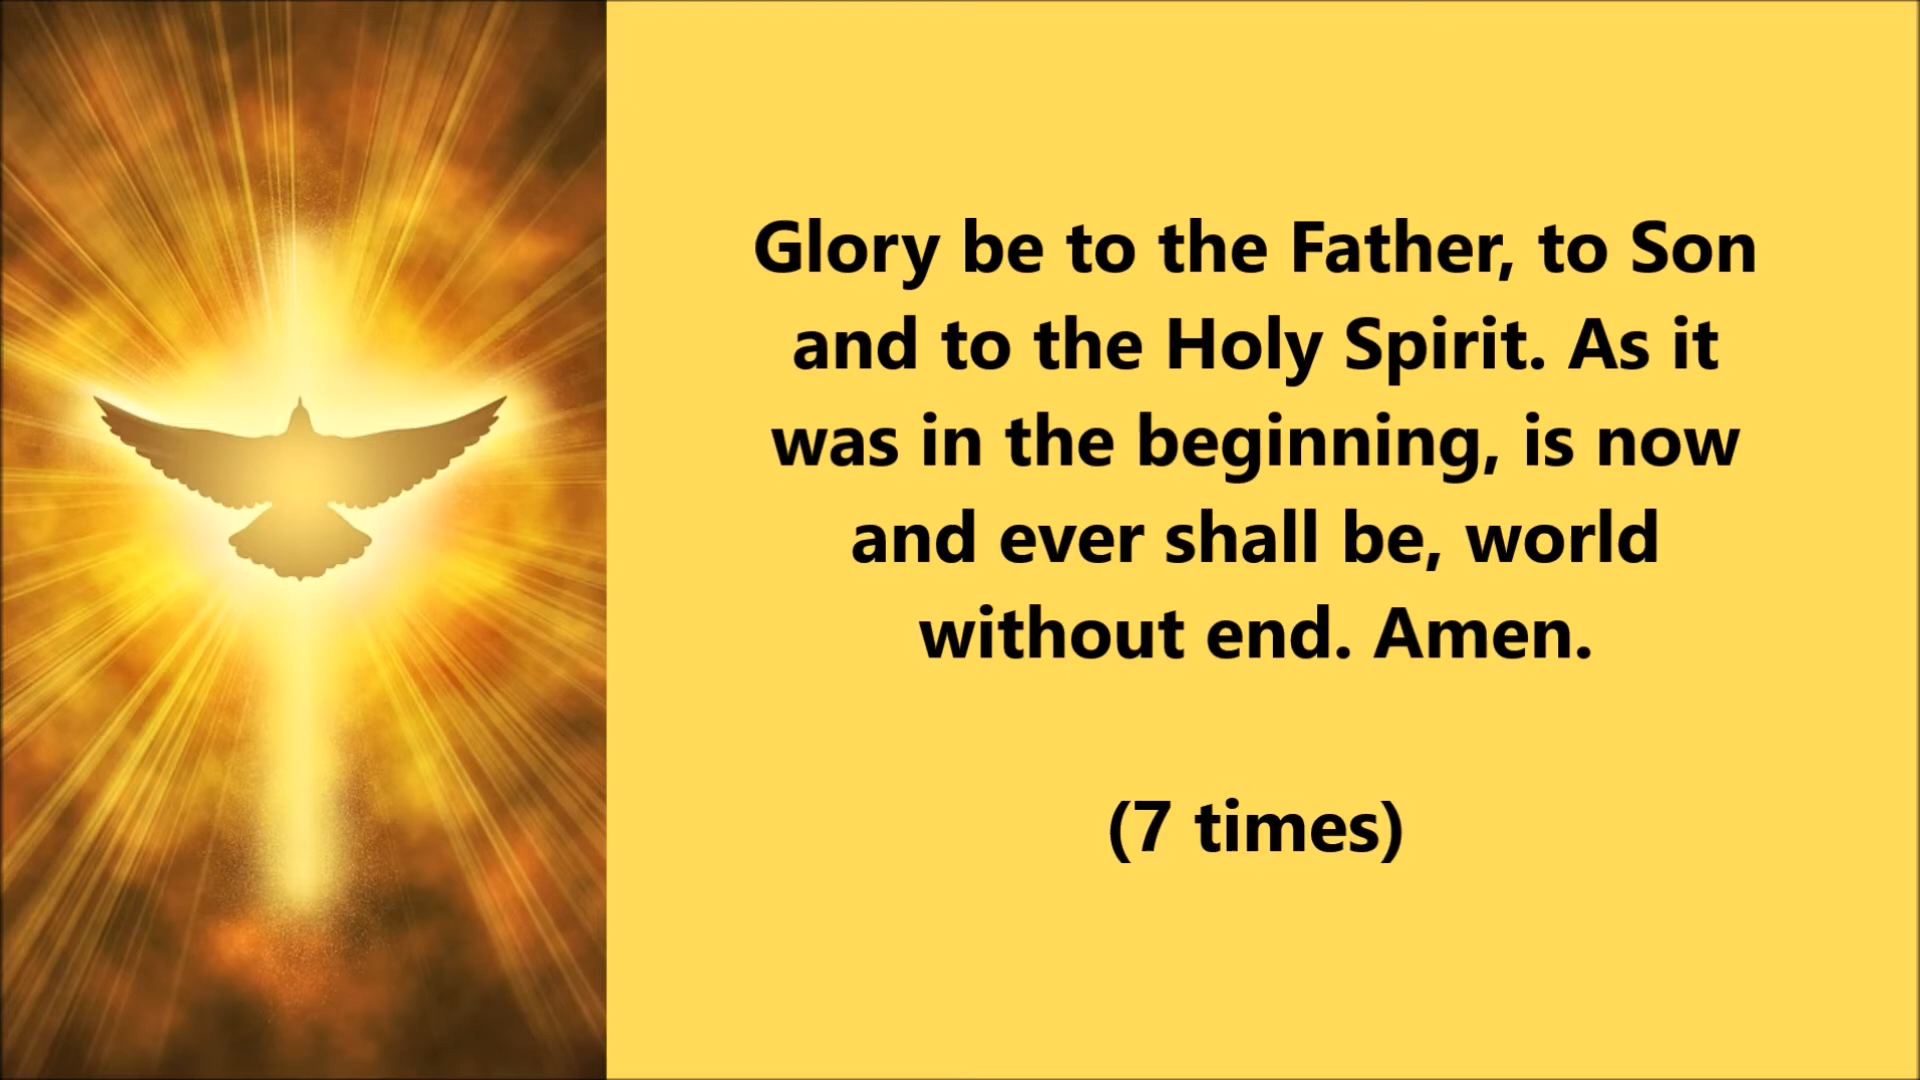 Glory be to the Father, to Son
and to the Holy Spirit. As it
was in the beginning, is now
and ever shall be, world
without end. Amen.
(7 times)